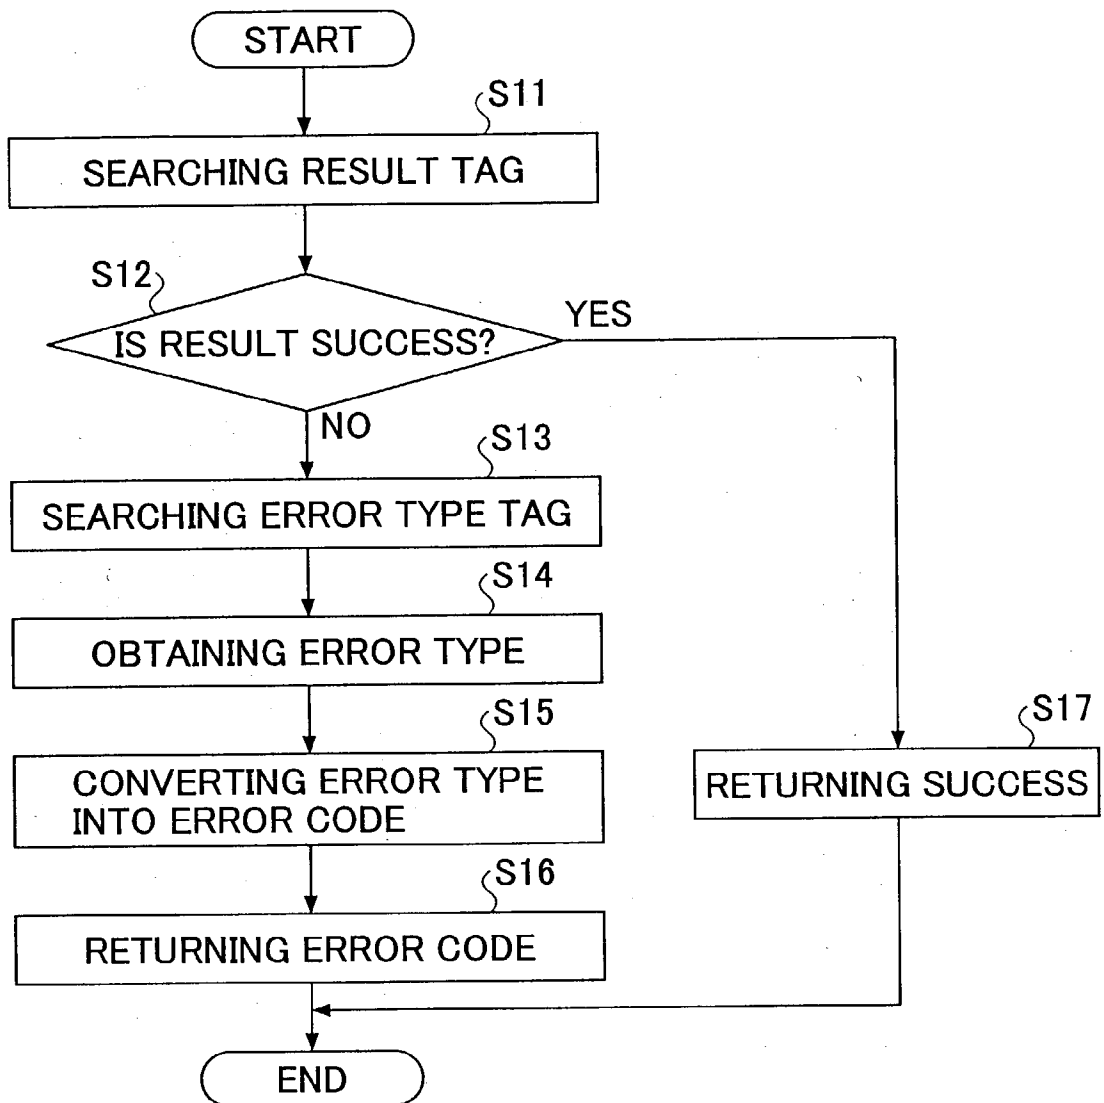 START
S11
SEARCHING RESULT TAG
S12
IS RESULT SUCCESS?
YES
NO
S13
SEARCHING ERROR TYPE TAG
S14
OBTAINING ERROR TYPE
S15
CONVERTING ERROR TYPE
INTO ERROR CODE
S17
RETURNING SUCCESS
S16
RETURNING ERROR CODE
END